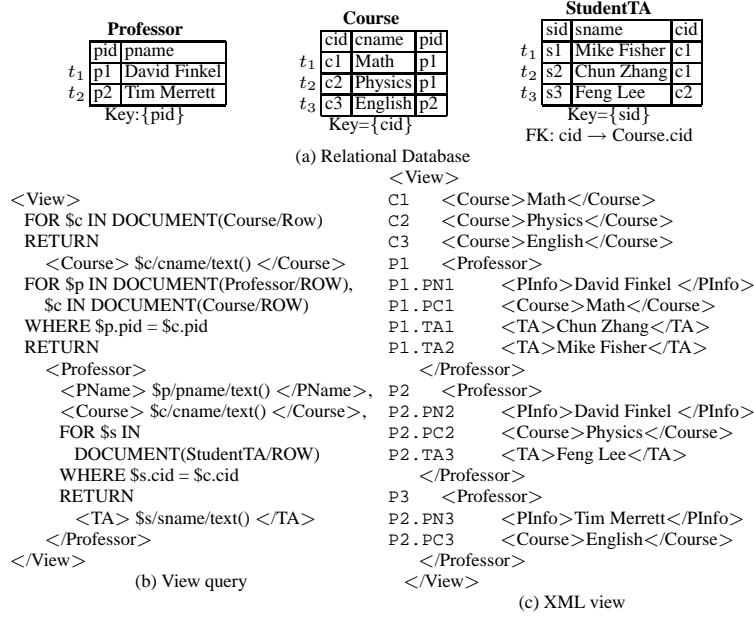 Professor
pid pname
t1 p1 David Finkel
t2 p2 Tim Merrett
Key:{pid}
Course
cid cname pid
t1 c1 Math p1
t2 c2 Physics p1
t3 c3 English p2
Key={cid}
StudentTA
sid sname cid
t1 s1 Mike Fisher c1
t2 s2 Chun Zhang c1
t3 s3 Feng Lee c2
Key={sid}
FK: cid → Course.cid
(a) Relational Database
<View>
FOR $c IN DOCUMENT(Course/Row)
RETURN
<Course> $c/cname/text() </Course>
FOR $p IN DOCUMENT(Professor/ROW),
$c IN DOCUMENT(Course/ROW)
WHERE $p.pid = $c.pid
RETURN
<Professor>
<PName> $p/pname/text() </PName>,
<Course> $c/cname/text() </Course>,
FOR $s IN
DOCUMENT(StudentTA/ROW)
WHERE $s.cid = $c.cid
RETURN
<TA> $s/sname/text() </TA>
</Professor>
</View>
(b) View query
<View>
C1 <Course>Math</Course>
C2 <Course>Physics</Course>
C3 <Course>English</Course>
P1 <Professor>
P1.PN1 <PInfo>David Finkel </PInfo>
P1.PC1 <Course>Math</Course>
P1.TA1 <TA>Chun Zhang</TA>
P1.TA2 <TA>Mike Fisher</TA>
</Professor>
P2 <Professor>
P2.PN2 <PInfo>David Finkel </PInfo>
P2.PC2 <Course>Physics</Course>
P2.TA3 <TA>Feng Lee</TA>
</Professor>
P3 <Professor>
P2.PN3 <PInfo>Tim Merrett</PInfo>
P2.PC3 <Course>English</Course>
</Professor>
</View>
(c) XML view